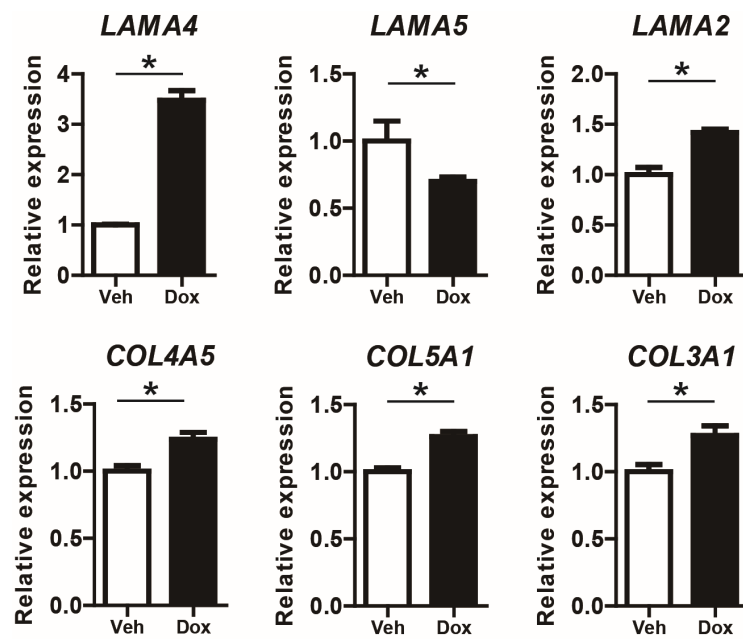 LAMA4 LAMA5 LAMA2
* * *
Relative expression
4
3
2
1
0
Veh Dox
Relative expression
1.5
1.0
0.5
0.0
Veh Dox
Relative expression
2.0
1.5
1.0
0.5
0.0
Veh Dox
COL4A5 COL5A1 COL3A1
* * *
Relative expression
1.5
1.0
0.5
0.0
Veh Dox
Relative expression
1.5
1.0
0.5
0.0
Veh Dox
Relative expression
1.5
1.0
0.5
0.0
Veh Dox